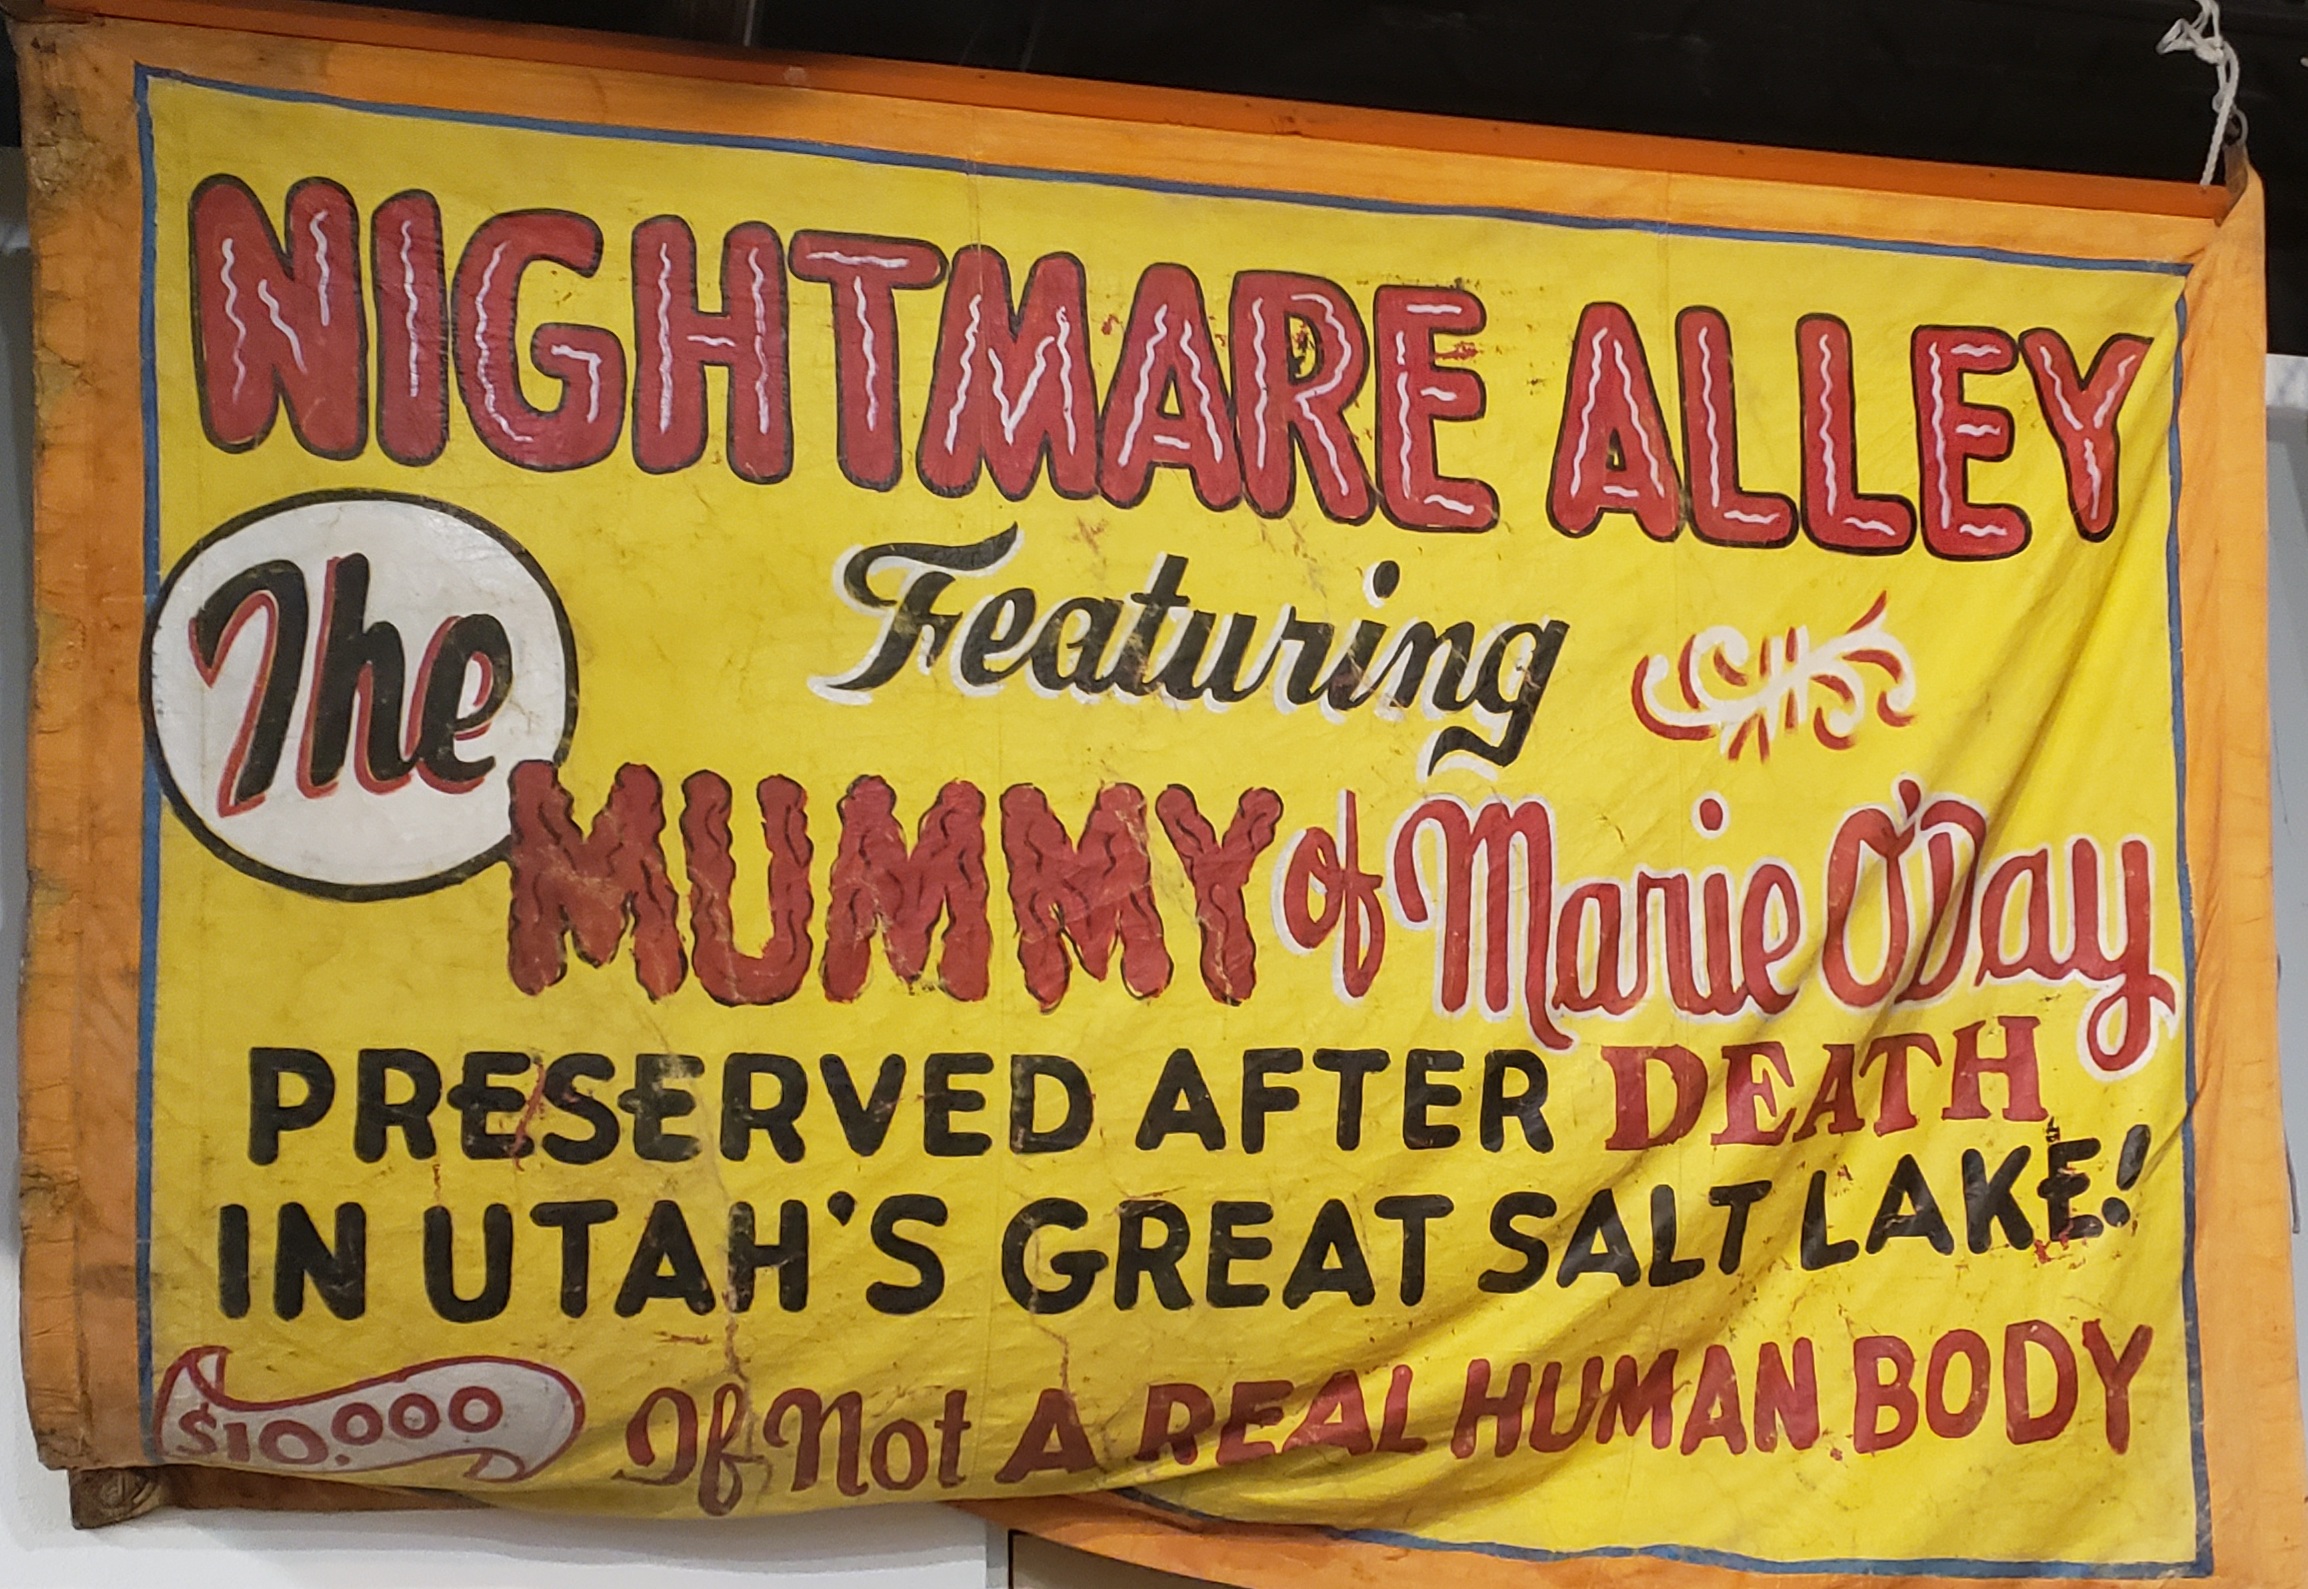 NIGHTMARE ALLEY
Featuring
The MUMMY of Marie O'Day
PRESERVED AFTER DEATH
IN UTAH'S GREAT SALT LAKE!
$10.000 If Not A REAL HUMAN BODY